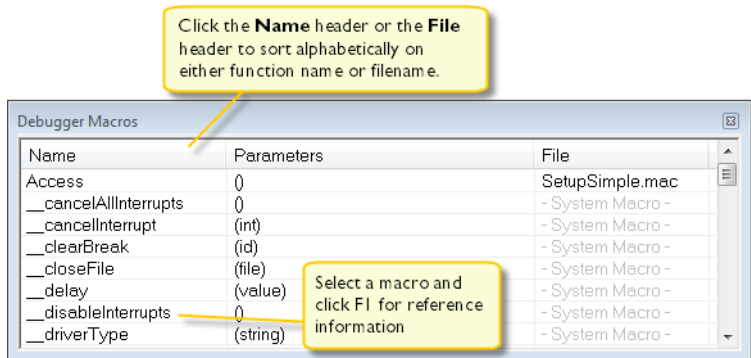 Click the Name header or the File
header to sort alphabetically on
either function name or filename.
Debugger Macros
Name Parameters File
Access () SetupSimple.mac
__cancelAllInterrupts () - System Macro -
__cancelInterrupt (int) - System Macro -
__clearBreak (id) - System Macro -
__closeFile (file) - System Macro -
__delay (value) - System Macro -
__disableInterrupts () - System Macro -
__driverType (string) - System Macro -
Select a macro and
click F1 for reference
information